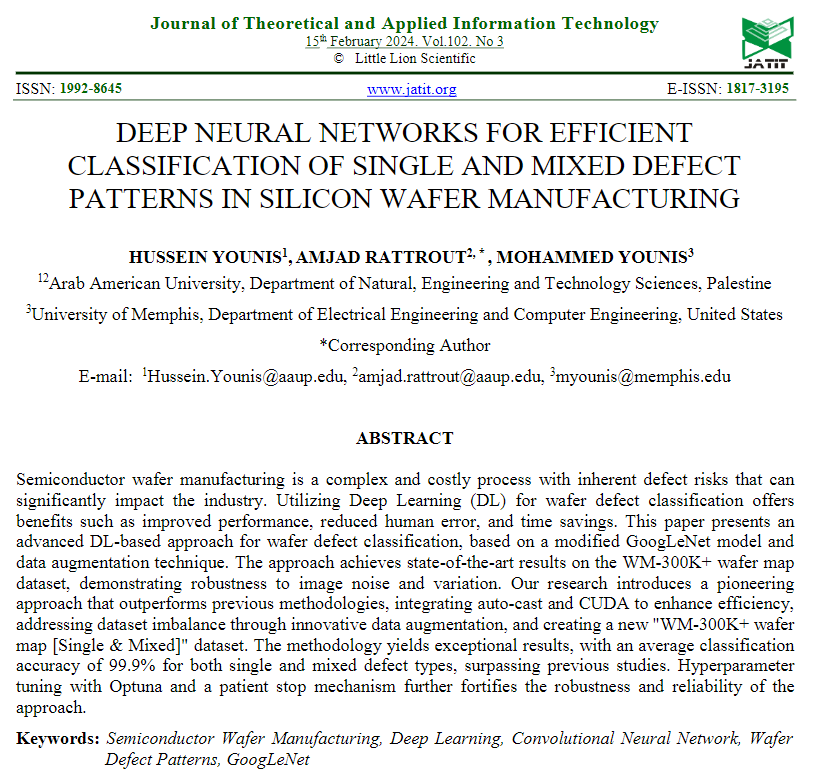 Journal of Theoretical and Applied Information Technology
15th February 2024. Vol.102. No 3
© Little Lion Scientific
JATIT
ISSN: 1992-8645 www.jatit.org E-ISSN: 1817-3195
DEEP NEURAL NETWORKS FOR EFFICIENT
CLASSIFICATION OF SINGLE AND MIXED DEFECT
PATTERNS IN SILICON WAFER MANUFACTURING
HUSSEIN YOUNIS1, AMJAD RATTROUT2, *, MOHAMMED YOUNIS3
12Arab American University, Department of Natural, Engineering and Technology Sciences, Palestine
3University of Memphis, Department of Electrical Engineering and Computer Engineering, United States
*Corresponding Author
E-mail: 1Hussein.Younis@aaup.edu, 2amjad.rattrout@aaup.edu, 3myounis@memphis.edu
ABSTRACT
Semiconductor wafer manufacturing is a complex and costly process with inherent defect risks that can
significantly impact the industry. Utilizing Deep Learning (DL) for wafer defect classification offers
benefits such as improved performance, reduced human error, and time savings. This paper presents an
advanced DL-based approach for wafer defect classification, based on a modified GoogLeNet model and
data augmentation technique. The approach achieves state-of-the-art results on the WM-300K+ wafer map
dataset, demonstrating robustness to image noise and variation. Our research introduces a pioneering
approach that outperforms previous methodologies, integrating auto-cast and CUDA to enhance efficiency,
addressing dataset imbalance through innovative data augmentation, and creating a new "WM-300K+ wafer
map [Single & Mixed]" dataset. The methodology yields exceptional results, with an average classification
accuracy of 99.9% for both single and mixed defect types, surpassing previous studies. Hyperparameter
tuning with Optuna and a patient stop mechanism further fortifies the robustness and reliability of the
approach.
Keywords: Semiconductor Wafer Manufacturing, Deep Learning, Convolutional Neural Network, Wafer
Defect Patterns, GoogLeNet